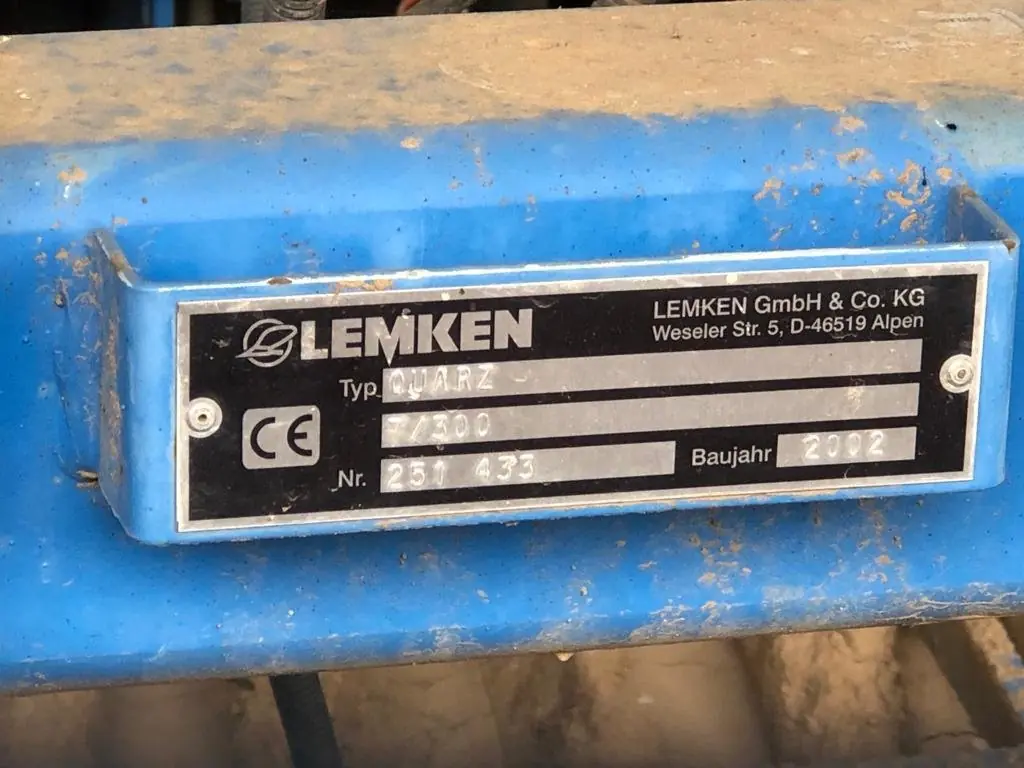 LEMKEN
LEMKEN GmbH & Co. KG
Weseler Str. 5, D-46519 Alpen
Typ QUARZ
7/300
CE
Nr. 251 433 Baujahr 2002